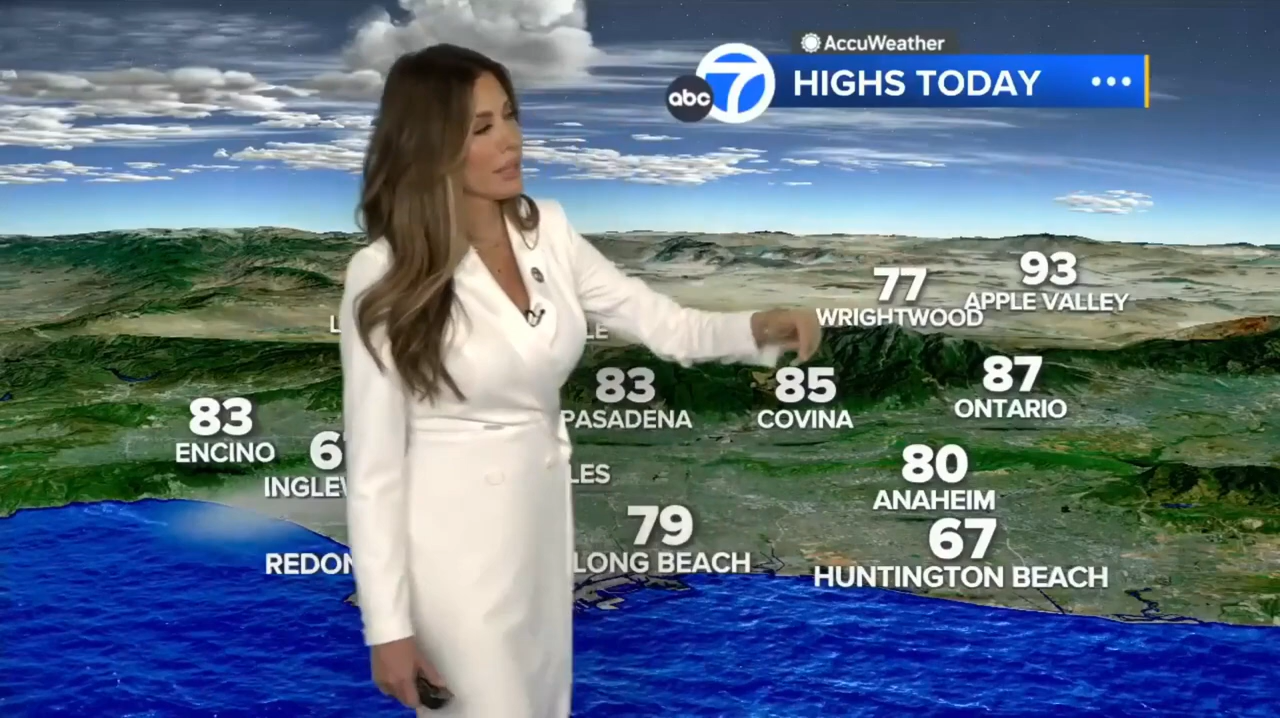 AccuWeather
abc 7 HIGHS TODAY
77
WRIGHTWOOD
93
APPLE VALLEY
83
ENCINO
83
PASADENA
85
COVINA
87
ONTARIO
80
ANAHEIM
79
LONG BEACH
67
HUNTINGTON BEACH